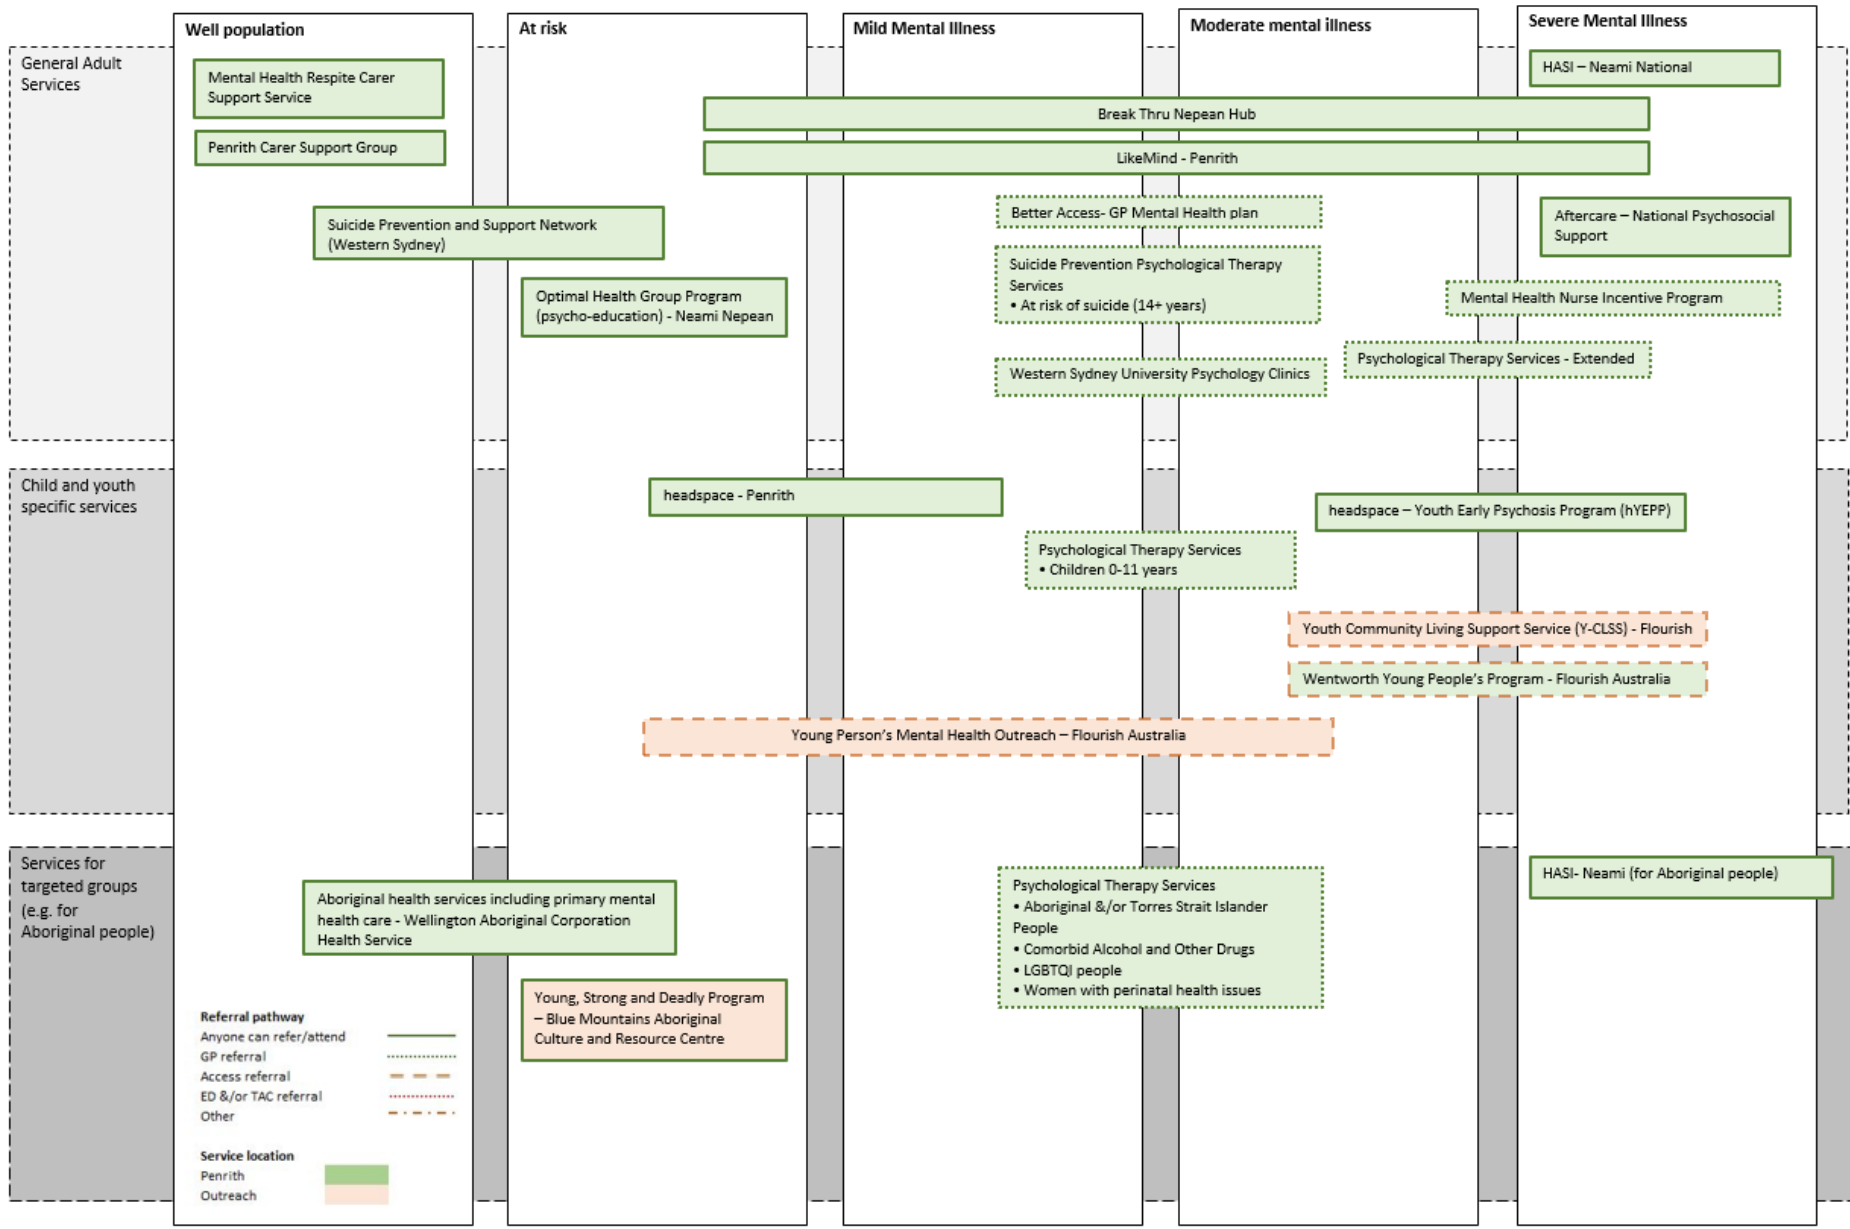 Well population
At risk
Mild Mental Illness
Moderate mental illness
Severe Mental Illness
General Adult
Services
Mental Health Respite Carer
Support Service
Penrith Carer Support Group
HASI – Neami National
Break Thru Nepean Hub
LikeMind - Penrith
Suicide Prevention and Support Network
(Western Sydney)
Better Access- GP Mental Health plan
Aftercare – National Psychosocial
Support
Suicide Prevention Psychological Therapy
Services
• At risk of suicide (14+ years)
Optimal Health Group Program
(psycho-education) - Neami Nepean
Mental Health Nurse Incentive Program
Psychological Therapy Services - Extended
Western Sydney University Psychology Clinics
Child and youth
specific services
headspace - Penrith
headspace – Youth Early Psychosis Program (hYEPP)
Psychological Therapy Services
• Children 0-11 years
Youth Community Living Support Service (Y-CLSS) - Flourish
Wentworth Young People's Program - Flourish Australia
Young Person's Mental Health Outreach – Flourish Australia
Services for
targeted groups
(e.g. for
Aboriginal people)
Aboriginal health services including primary mental
health care - Wellington Aboriginal Corporation
Health Service
Psychological Therapy Services
• Aboriginal &/or Torres Strait Islander
People
• Comorbid Alcohol and Other Drugs
• LGBTQI people
• Women with perinatal health issues
HASI- Neami (for Aboriginal people)
Young, Strong and Deadly Program
– Blue Mountains Aboriginal
Culture and Resource Centre
Referral pathway
Anyone can refer/attend
GP referral
Access referral
ED &/or TAC referral
Other
Service location
Penrith
Outreach